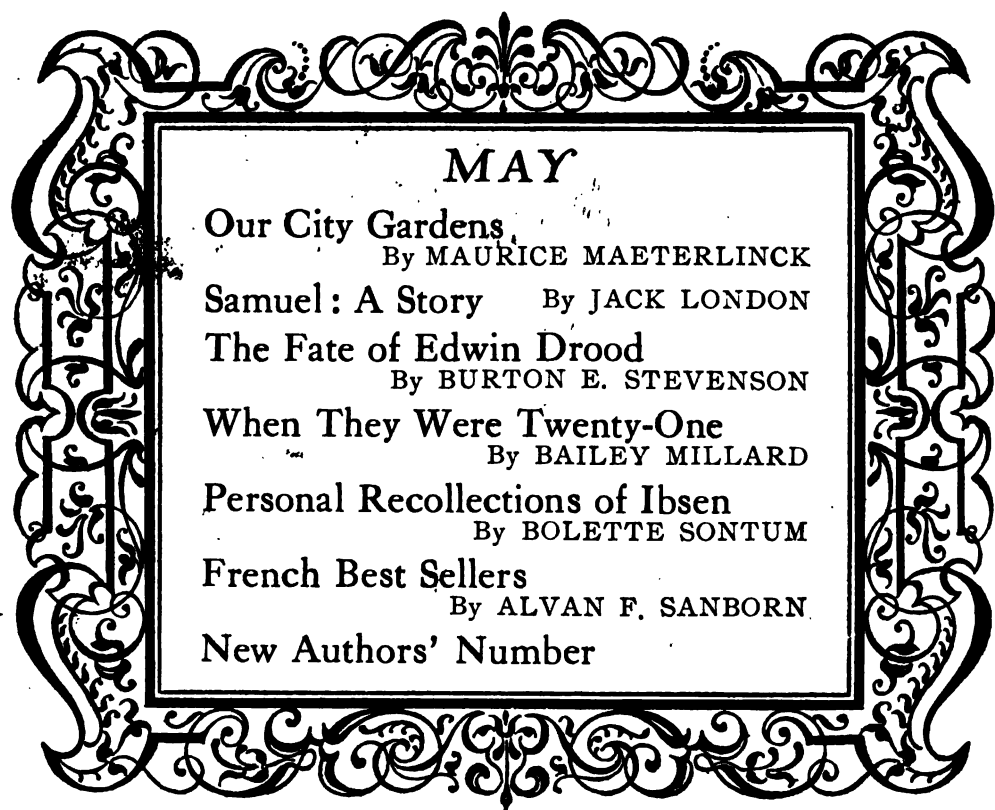 MAY
Our City Gardens
By MAURICE MAETERLINCK
Samuel: A Story By JACK LONDON
The Fate of Edwin Drood
By BURTON E. STEVENSON
When They Were Twenty-One
By BAILEY MILLARD
Personal Recollections of Ibsen
By BOLETTE SONTUM
French Best Sellers
By ALVAN F. SANBORN
New Authors' Number